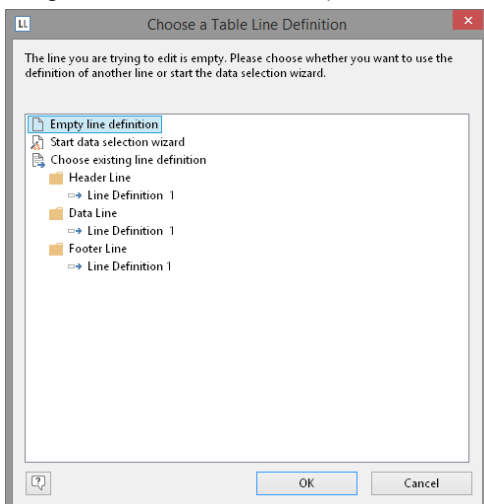 LL
Choose a Table Line Definition
The line you are trying to edit is empty. Please choose whether you want to use the
definition of another line or start the data selection wizard.
Empty line definition
Start data selection wizard
Choose existing line definition
Header Line
Line Definition 1
Data Line
Line Definition 1
Footer Line
Line Definition 1
?
OK Cancel